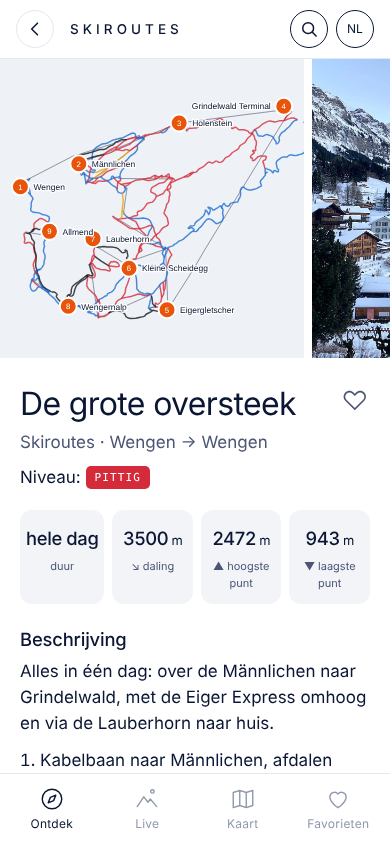 SKIROUTES
NL
Grindelwald Terminal 4
3 Holenstein
2 Männlichen
1 Wengen
9 Allmend
7 Lauberhorn
6 Kleine Scheidegg
8 Wengernalp
5 Eigergletscher
De grote oversteek
Skiroutes · Wengen → Wengen
Niveau: PITTIG
hele dag 3500 m 2472 m 943 m
duur ↘ daling ▲ hoogste punt ▼ laagste punt
Beschrijving
Alles in één dag: over de Männlichen naar
Grindelwald, met de Eiger Express omhoog
en via de Lauberhorn naar huis.
1. Kabelbaan naar Männlichen, afdalen
Ontdek Live Kaart Favorieten